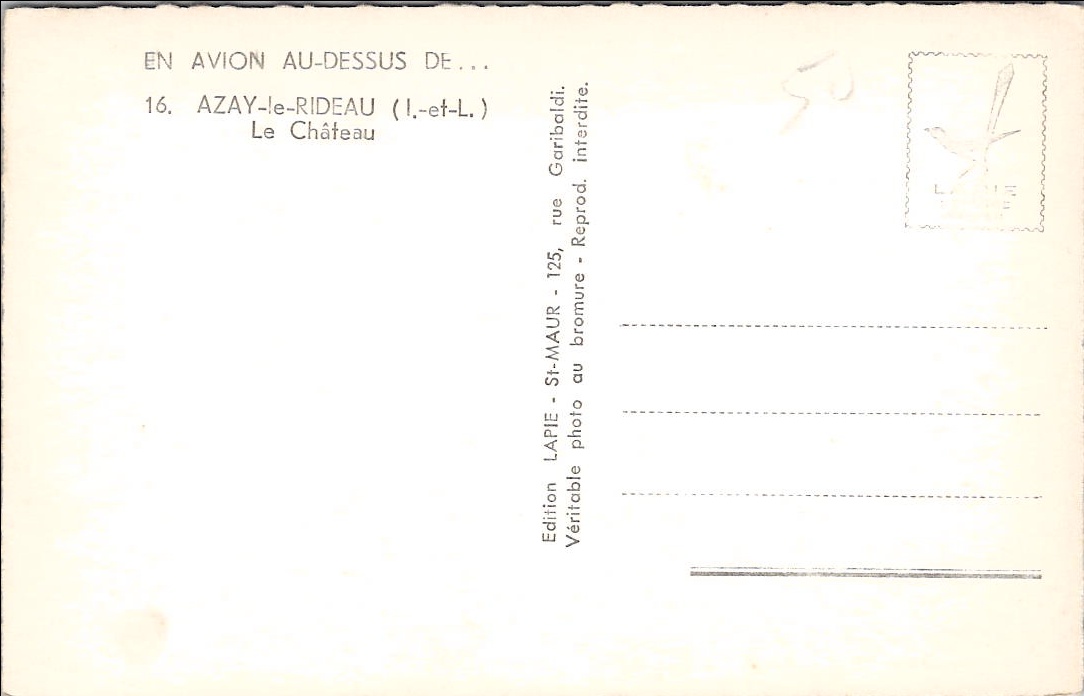 EN AVION AU-DESSUS DE...
16. AZAY-le-RIDEAU (I.-et-L.)
Le Château
Edition LAPIE - St-MAUR - 125, rue Garibaldi.
Véritable photo au bromure - Reprod. interdite.
50